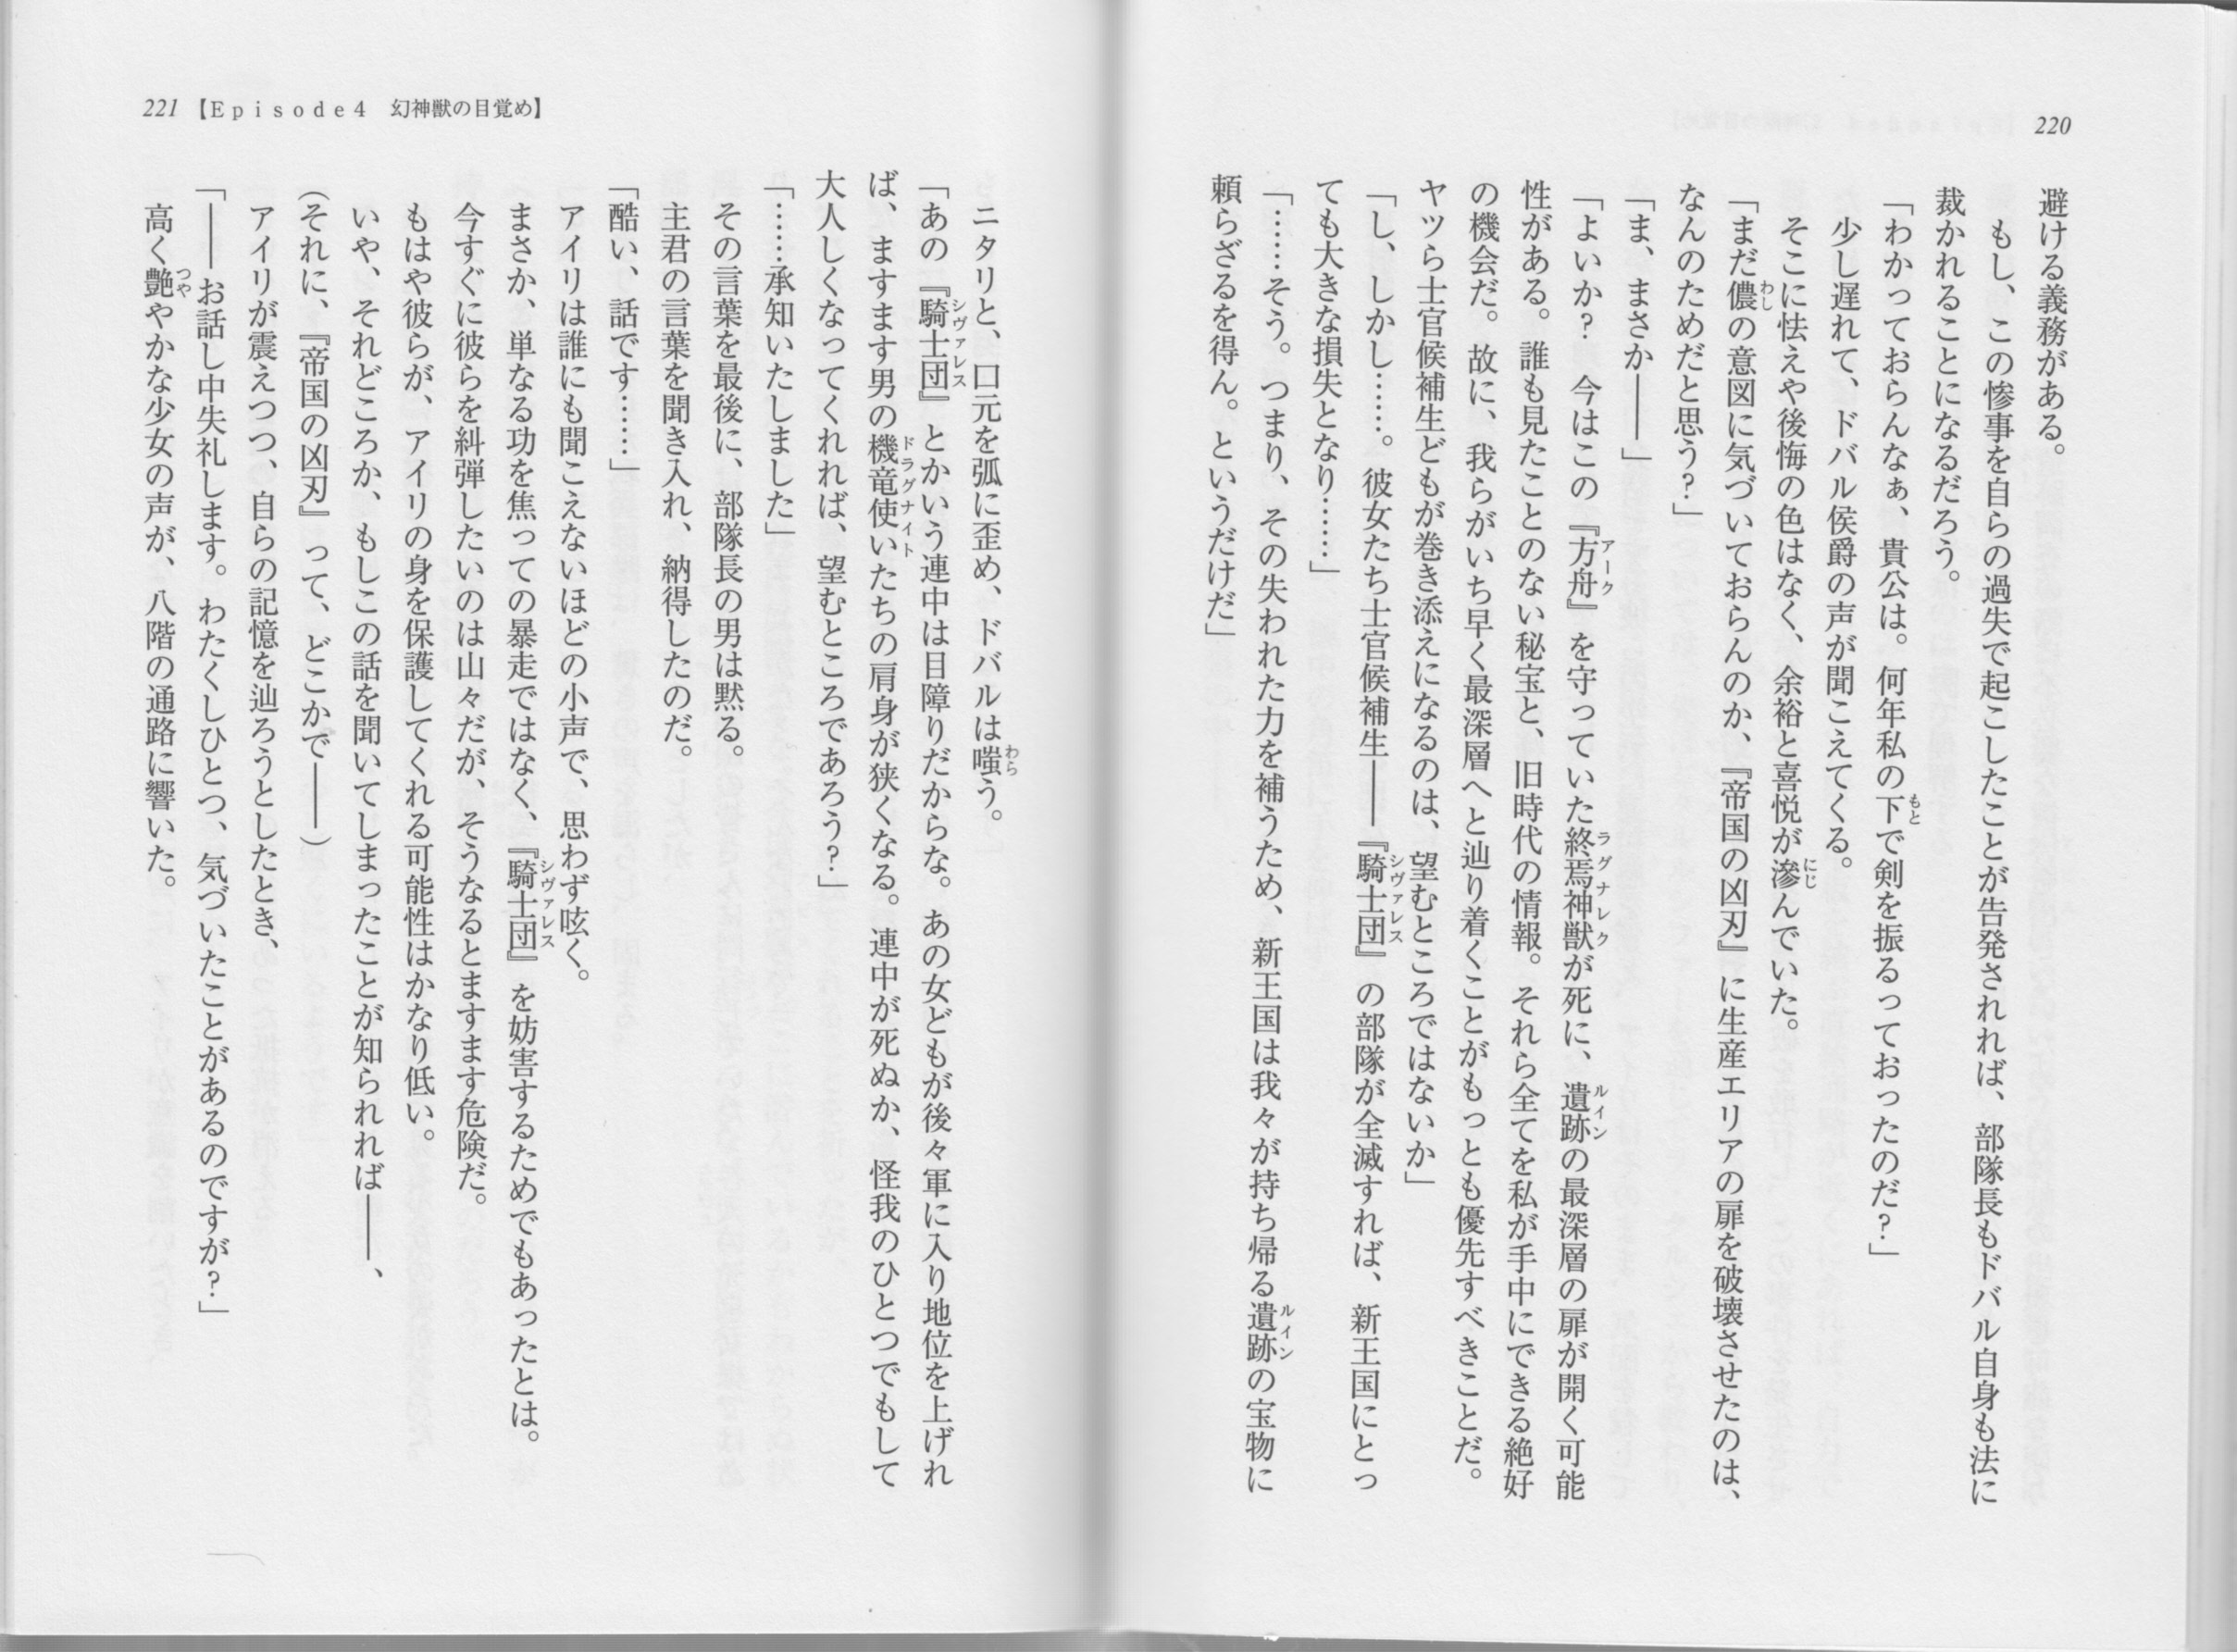 220
避ける義務がある。
もし、この惨事を自らの過失で起こしたことが告発されれば、部隊長もドバル自身も法に
裁かれることになるだろう。
「わかっておらんなぁ、貴公は。何年私の下で剣を振るっておったのだ？」
少し遅れて、ドバル侯爵の声が聞こえてくる。
そこに怯えや後悔の色はなく、余裕と喜悦が滲んでいた。
「まだ儂の意図に気づいておらんのか、『帝国の凶刃』に生産エリアの扉を破壊させたのは、
なんのためだと思う？」
「ま、まさか――」
「よいか？　今はこの『方舟』を守っていた終焉神獣が死に、遺跡の最深層の扉が開く可能
性がある。誰も見たことのない秘宝と、旧時代の情報。それら全てを私が手中にできる絶好
の機会だ。故に、我らがいち早く最深層へと辿り着くことがもっとも優先すべきことだ。
ヤツら士官候補生どもが巻き添えになるのは、望むところではないか」
「し、しかし……。彼女たち士官候補生――『騎士団』の部隊が全滅すれば、新王国にとっ
ても大きな損失となり……」
「……そう。つまり、その失われた力を補うため、新王国は我々が持ち帰る遺跡の宝物に
頼らざるを得ん。というだけだ」
221【Episode4　幻神獣の目覚め】
ニタリと、口元を弧に歪め、ドバルは嗤う。
「あの『騎士団』とかいう連中は目障りだからな。あの女どもが後々軍に入り地位を上げれ
ば、ますます男の機竜使いたちの肩身が狭くなる。連中が死ぬか、怪我のひとつでもして
大人しくなってくれれば、望むところであろう？」
「……承知いたしました」
その言葉を最後に、部隊長の男は黙る。
主君の言葉を聞き入れ、納得したのだ。
「酷い、話です……」
アイリは誰にも聞こえないほどの小声で、思わず呟く。
まさか、単なる功を焦っての暴走ではなく、『騎士団』を妨害するためでもあったとは。
今すぐに彼らを糾弾したいのは山々だが、そうなるとますます危険だ。
もはや彼らが、アイリの身を保護してくれる可能性はかなり低い。
いや、それどころか、もしこの話を聞いてしまったことが知られれば――、
（それに、『帝国の凶刃』って、どこかで――）
アイリが震えつつ、自らの記憶を辿ろうとしたとき、
「――お話し中失礼します。わたくしひとつ、気づいたことがあるのですが？」
高く艶やかな少女の声が、八階の通路に響いた。